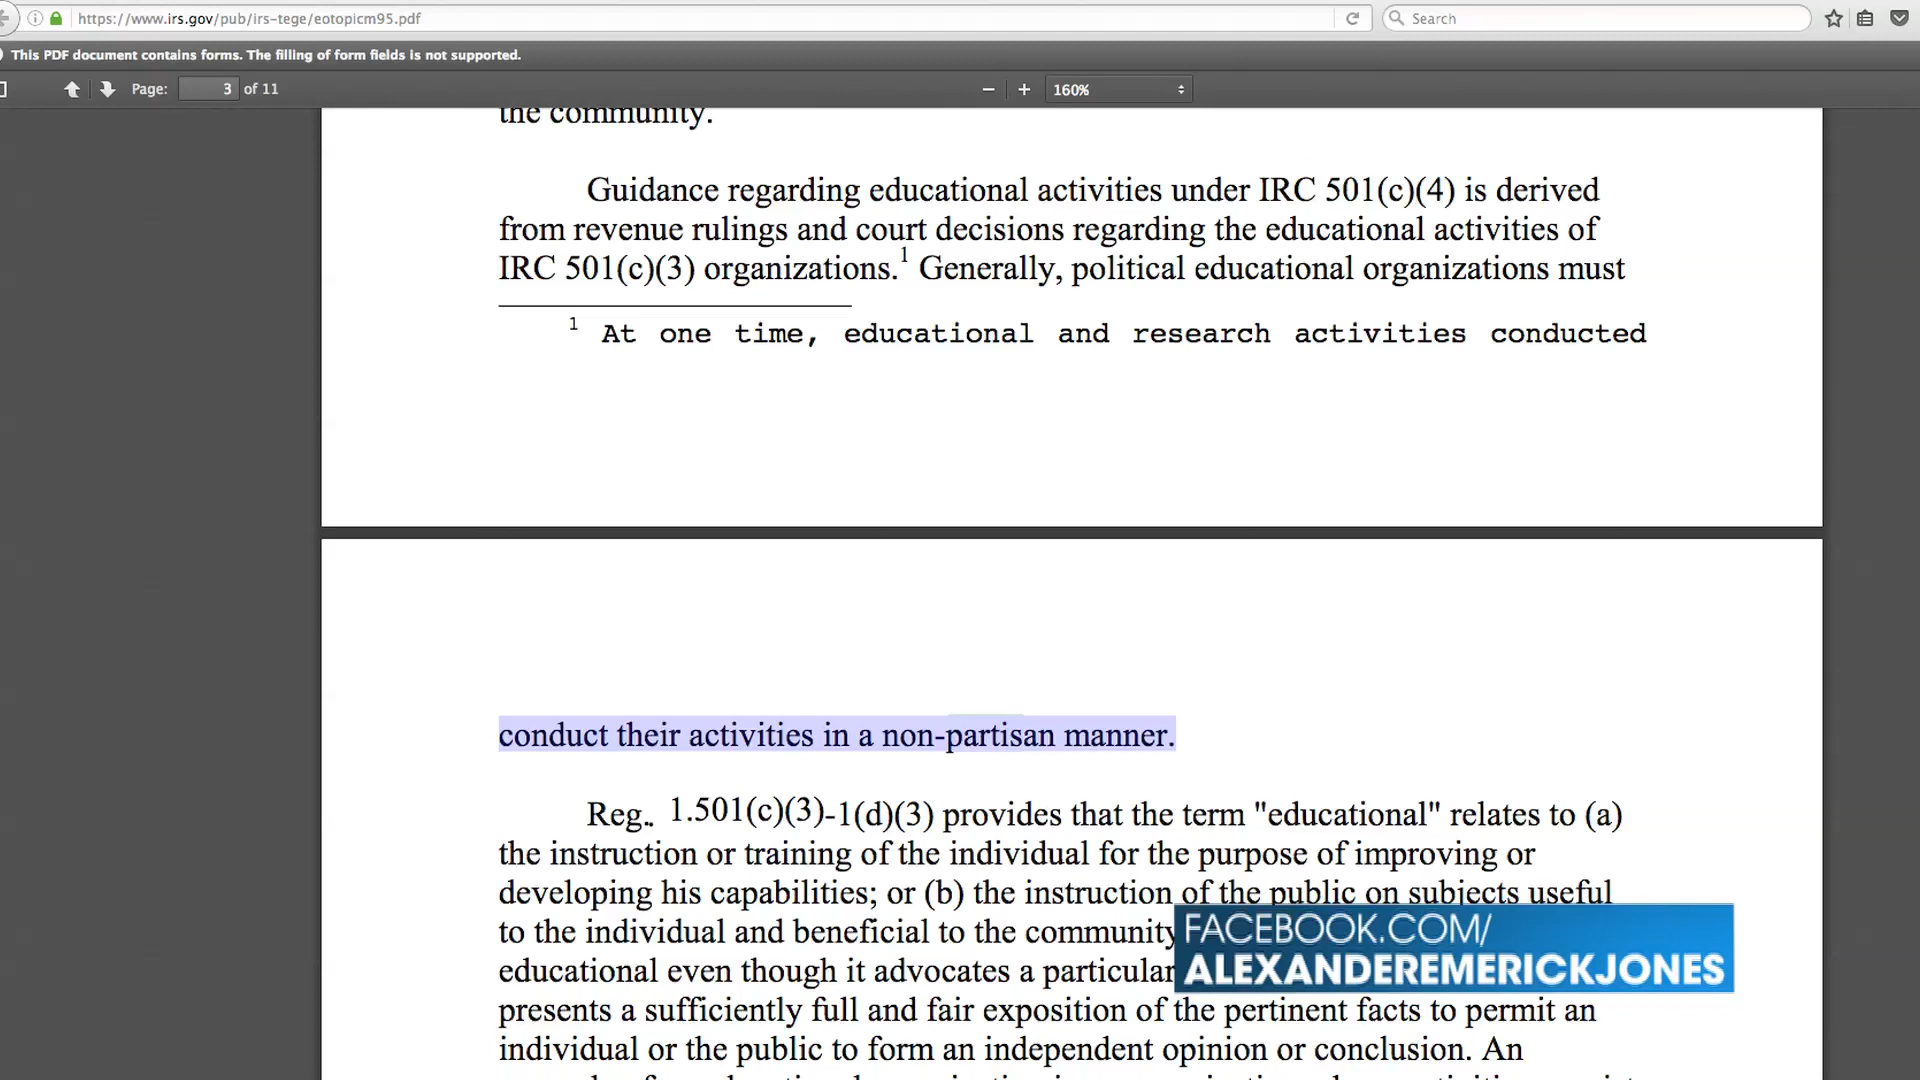 https://www.irs.gov/pub/irs-tege/eotopicm95.pdf
Search
This PDF document contains forms. The filling of form fields is not supported.
Page: 3 of 11
160%
the community.
Guidance regarding educational activities under IRC 501(c)(4) is derived
from revenue rulings and court decisions regarding the educational activities of
IRC 501(c)(3) organizations.1 Generally, political educational organizations must
1 At one time, educational and research activities conducted
conduct their activities in a non-partisan manner.
Reg.. 1.501(c)(3)-1(d)(3) provides that the term "educational" relates to (a)
the instruction or training of the individual for the purpose of improving or
developing his capabilities; or (b) the instruction of the public on subjects useful
to the individual and beneficial to the community
educational even though it advocates a particular
presents a sufficiently full and fair exposition of the pertinent facts to permit an
individual or the public to form an independent opinion or conclusion. An
FACEBOOK.COM/
ALEXANDEREMERICKJONES